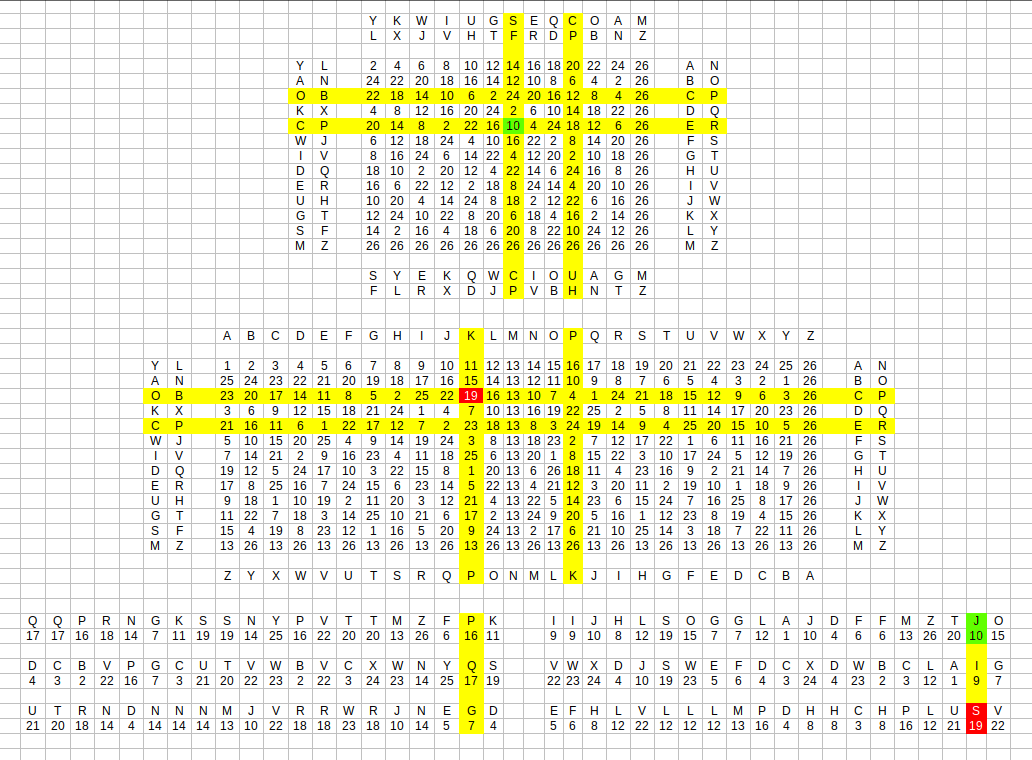 Y K W I U G S E Q C O A M
L X J V H T F R D P B N Z
Y L 2 4 6 8 10 12 14 16 18 20 22 24 26 A N
A N 24 22 20 18 16 14 12 10 8 6 4 2 26 B O
O B 22 18 14 10 6 2 24 20 16 12 8 4 26 C P
K X 4 8 12 16 20 24 2 6 10 14 18 22 26 D Q
C P 20 14 8 2 22 16 10 4 24 18 12 6 26 E R
W J 6 12 18 24 4 10 16 22 2 8 14 20 26 F S
I V 8 16 24 6 14 22 4 12 20 2 10 18 26 G T
D Q 18 10 2 20 12 4 22 14 6 24 16 8 26 H U
E R 16 6 22 12 2 18 8 24 14 4 20 10 26 I V
U H 10 20 4 14 24 8 18 2 12 22 6 16 26 J W
G T 12 24 10 22 8 20 6 18 4 16 2 14 26 K X
S F 14 2 16 4 18 6 20 8 22 10 24 12 26 L Y
M Z 26 26 26 26 26 26 26 26 26 26 26 26 26 M Z
S Y E K Q W C I O U A G M
F L R X D J P V B H N T Z
A B C D E F G H I J K L M N O P Q R S T U V W X Y Z
Y L 1 2 3 4 5 6 7 8 9 10 11 12 13 14 15 16 17 18 19 20 21 22 23 24 25 26 A N
A N 25 24 23 22 21 20 19 18 17 16 15 14 13 12 11 10 9 8 7 6 5 4 3 2 1 26 B O
O B 23 20 17 14 11 8 5 2 25 22 19 16 13 10 7 4 1 24 21 18 15 12 9 6 3 26 C P
K X 3 6 9 12 15 18 21 24 1 4 7 10 13 16 19 22 25 2 5 8 11 14 17 20 23 26 D Q
C P 21 16 11 6 1 22 17 12 7 2 23 18 13 8 3 24 19 14 9 4 25 20 15 10 5 26 E R
W J 5 10 15 20 25 4 9 14 19 24 3 8 13 18 23 2 7 12 17 22 1 6 11 16 21 26 F S
I V 7 14 21 2 9 16 23 4 11 18 25 6 13 20 1 8 15 22 3 10 17 24 5 12 19 26 G T
D Q 19 12 5 24 17 10 3 22 15 8 1 20 13 6 26 18 11 4 23 16 9 2 21 14 7 26 H U
E R 17 8 25 16 7 24 15 6 23 14 5 22 13 4 21 12 3 20 11 2 19 10 1 18 9 26 I V
U H 9 18 1 10 19 2 11 20 3 12 21 4 13 22 5 14 23 6 15 24 7 16 25 8 17 26 J W
G T 11 22 7 18 3 14 25 10 21 6 17 2 13 24 9 20 5 16 1 12 23 8 19 4 15 26 K X
S F 15 4 19 8 23 12 1 16 5 20 9 24 13 2 17 6 21 10 25 14 3 18 7 22 11 26 L Y
M Z 13 26 13 26 13 26 13 26 13 26 13 26 13 26 13 26 13 26 13 26 13 26 13 26 13 26 M Z
Z Y X W V U T S R Q P O N M L K J I H G F E D C B A
Q Q P R N G K S S N Y P V T T M Z F P K I I J H L S O G G L A J D F F M Z T J O
17 17 16 18 14 7 11 19 19 14 25 16 22 20 20 13 26 6 16 11 9 9 10 8 12 19 15 7 7 12 1 10 4 6 6 13 26 20 10 15
D C B V P G C U T V W B V C X W N Y Q S V W X D J S W E F D C X D W B C L A I G
4 3 2 22 16 7 3 21 20 22 23 2 22 3 24 23 14 25 17 19 22 23 24 4 10 19 23 5 6 4 3 24 4 23 2 3 12 1 9 7
U T R N D N N N M J V R R W R J N E G D E F H L V L L L M P D H H C H P L U S V
21 20 18 14 4 14 14 14 13 10 22 18 18 23 18 10 14 5 7 4 5 6 8 12 22 12 12 12 13 16 4 8 8 3 8 16 12 21 19 22